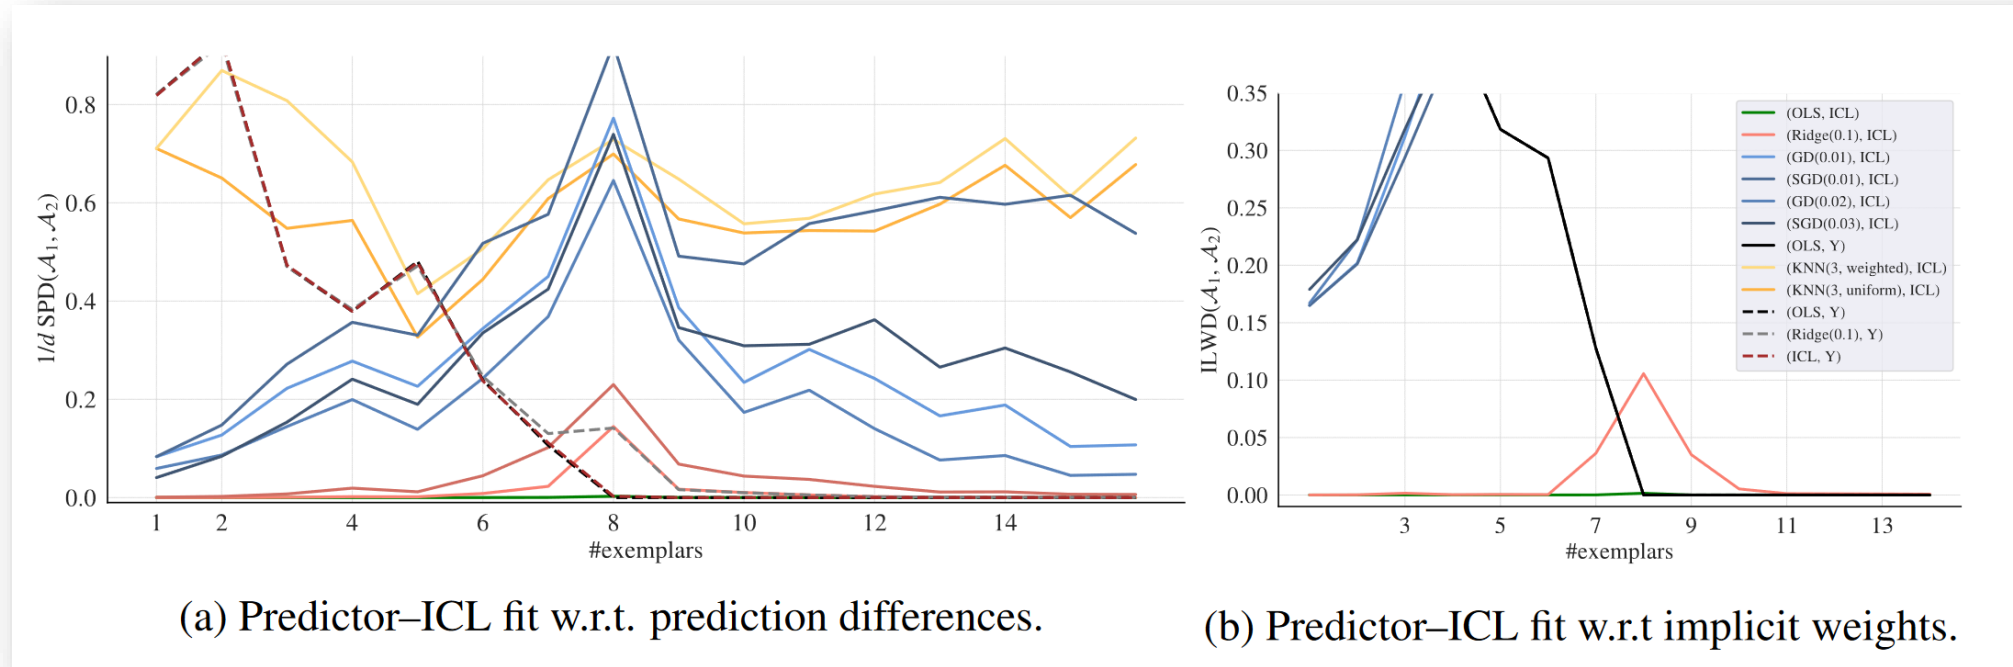 1/d SPD(𝒜₁, 𝒜₂)
0.8
0.6
0.4
0.2
0.0
1 2 4 6 8 10 12 14
#exemplars
(a) Predictor–ICL fit w.r.t. prediction differences.
ILWD(𝒜₁, 𝒜₂)
0.35
0.30
0.25
0.20
0.15
0.10
0.05
0.00
3 5 7 9 11 13
#exemplars
(OLS, ICL)
(Ridge(0.1), ICL)
(GD(0.01), ICL)
(SGD(0.01), ICL)
(GD(0.02), ICL)
(SGD(0.03), ICL)
(OLS, Y)
(KNN(3, weighted), ICL)
(KNN(3, uniform), ICL)
(OLS, Y)
(Ridge(0.1), Y)
(ICL, Y)
(b) Predictor–ICL fit w.r.t implicit weights.